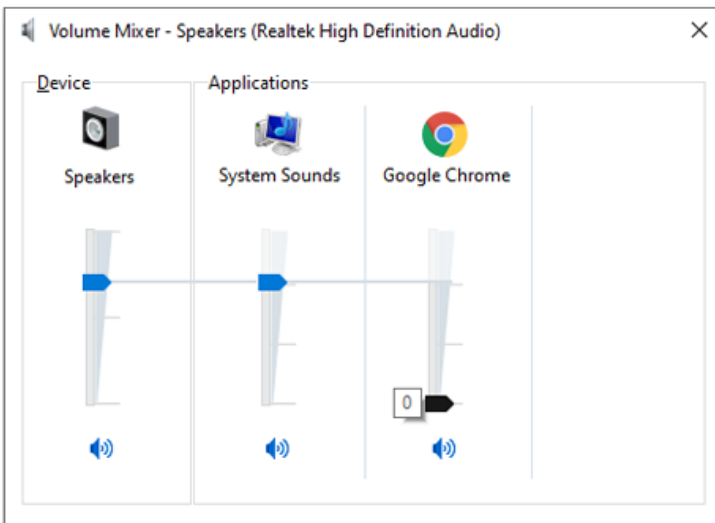 Volume Mixer - Speakers (Realtek High Definition Audio)
Device
Applications
Speakers
System Sounds
Google Chrome
0